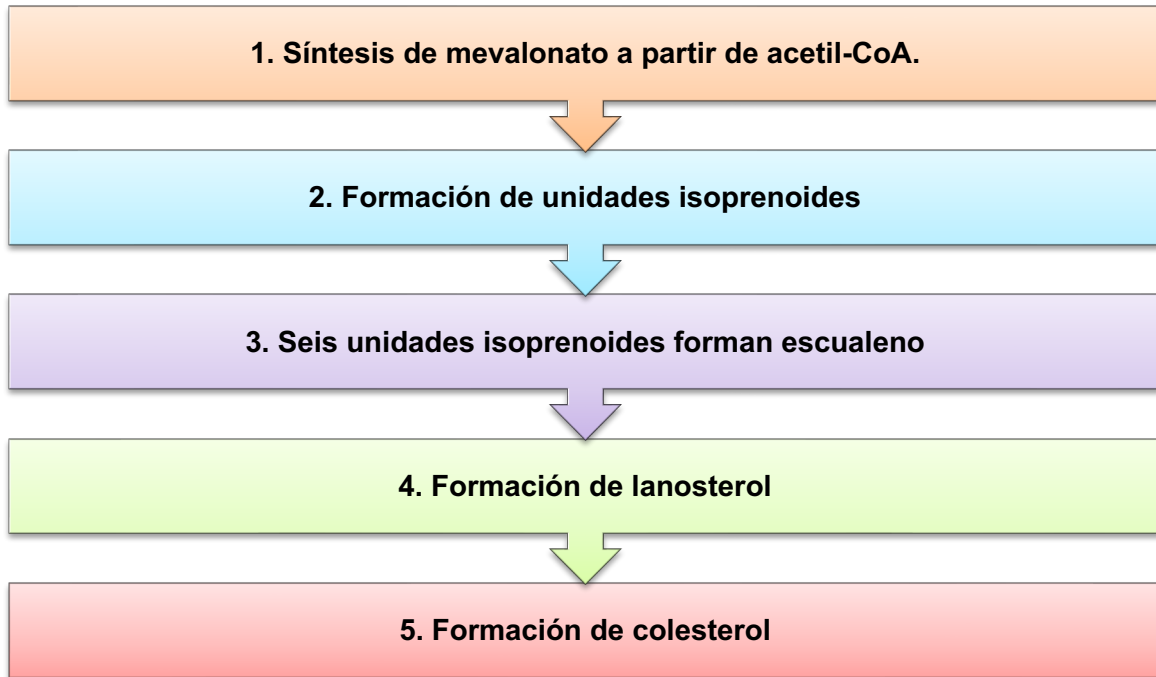 1. Síntesis de mevalonato a partir de acetil-CoA.
2. Formación de unidades isoprenoides
3. Seis unidades isoprenoides forman escualeno
4. Formación de lanosterol
5. Formación de colesterol